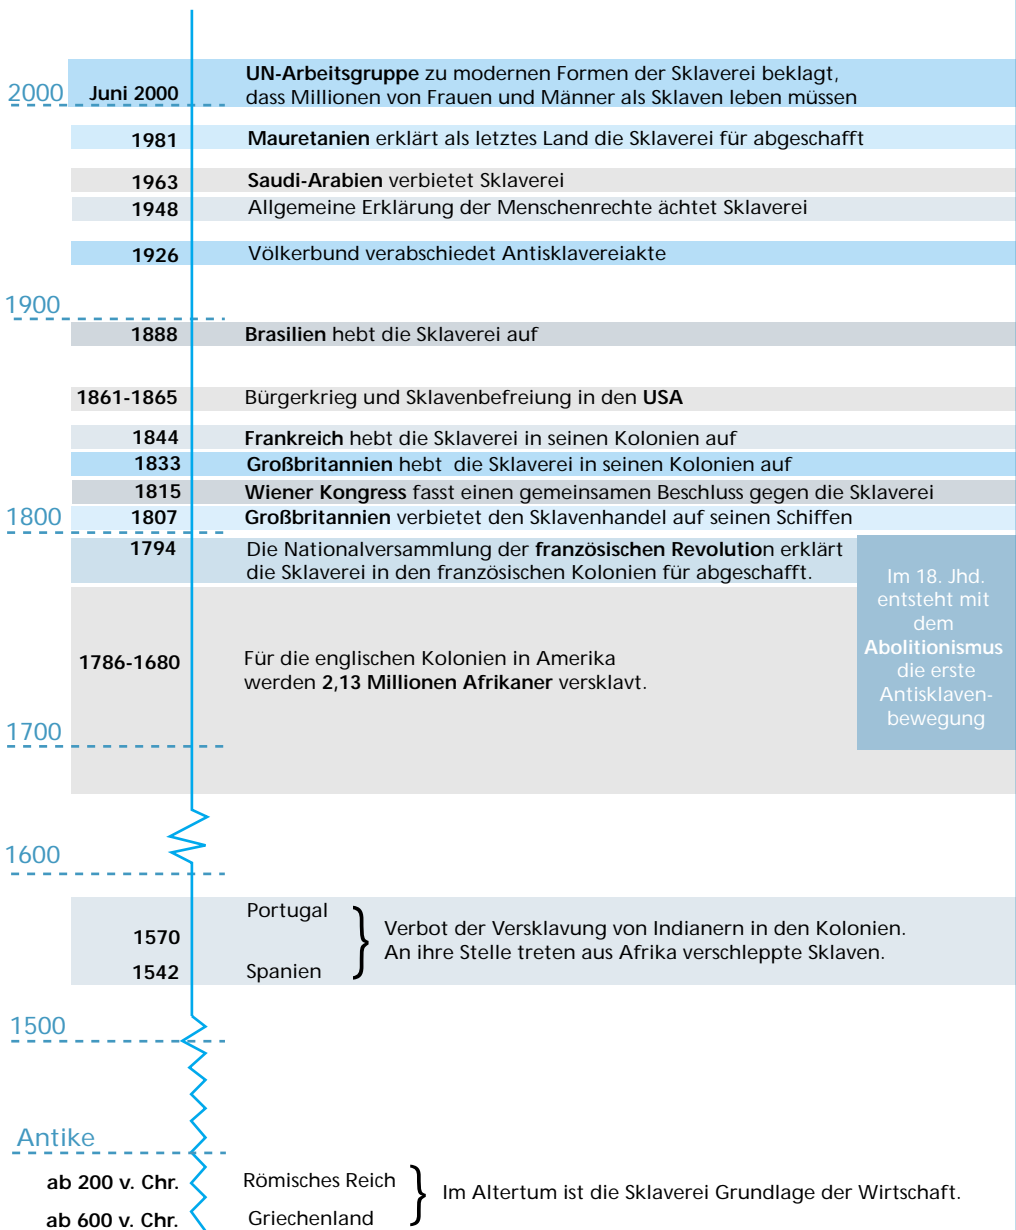 2000
Juni 2000
UN-Arbeitsgruppe zu modernen Formen der Sklaverei beklagt,
dass Millionen von Frauen und Männer als Sklaven leben müssen
1981
Mauretanien erklärt als letztes Land die Sklaverei für abgeschafft
1963
Saudi-Arabien verbietet Sklaverei
1948
Allgemeine Erklärung der Menschenrechte ächtet Sklaverei
1926
Völkerbund verabschiedet Antisklavereiakte
1900
1888
Brasilien hebt die Sklaverei auf
1861-1865
Bürgerkrieg und Sklavenbefreiung in den USA
1844
Frankreich hebt die Sklaverei in seinen Kolonien auf
1833
Großbritannien hebt die Sklaverei in seinen Kolonien auf
1815
Wiener Kongress fasst einen gemeinsamen Beschluss gegen die Sklaverei
1800
1807
Großbritannien verbietet den Sklavenhandel auf seinen Schiffen
1794
Die Nationalversammlung der französischen Revolution erklärt
die Sklaverei in den französischen Kolonien für abgeschafft.
Im 18. Jhd.
entsteht mit
dem
Abolitionismus
die erste
Antisklaven-
bewegung
1786-1680
Für die englischen Kolonien in Amerika
werden 2,13 Millionen Afrikaner versklavt.
1700
1600
Portugal
1570
Verbot der Versklavung von Indianern in den Kolonien.
An ihre Stelle treten aus Afrika verschleppte Sklaven.
1542
Spanien
1500
Antike
ab 200 v. Chr.
Römisches Reich
Im Altertum ist die Sklaverei Grundlage der Wirtschaft.
ab 600 v. Chr.
Griechenland